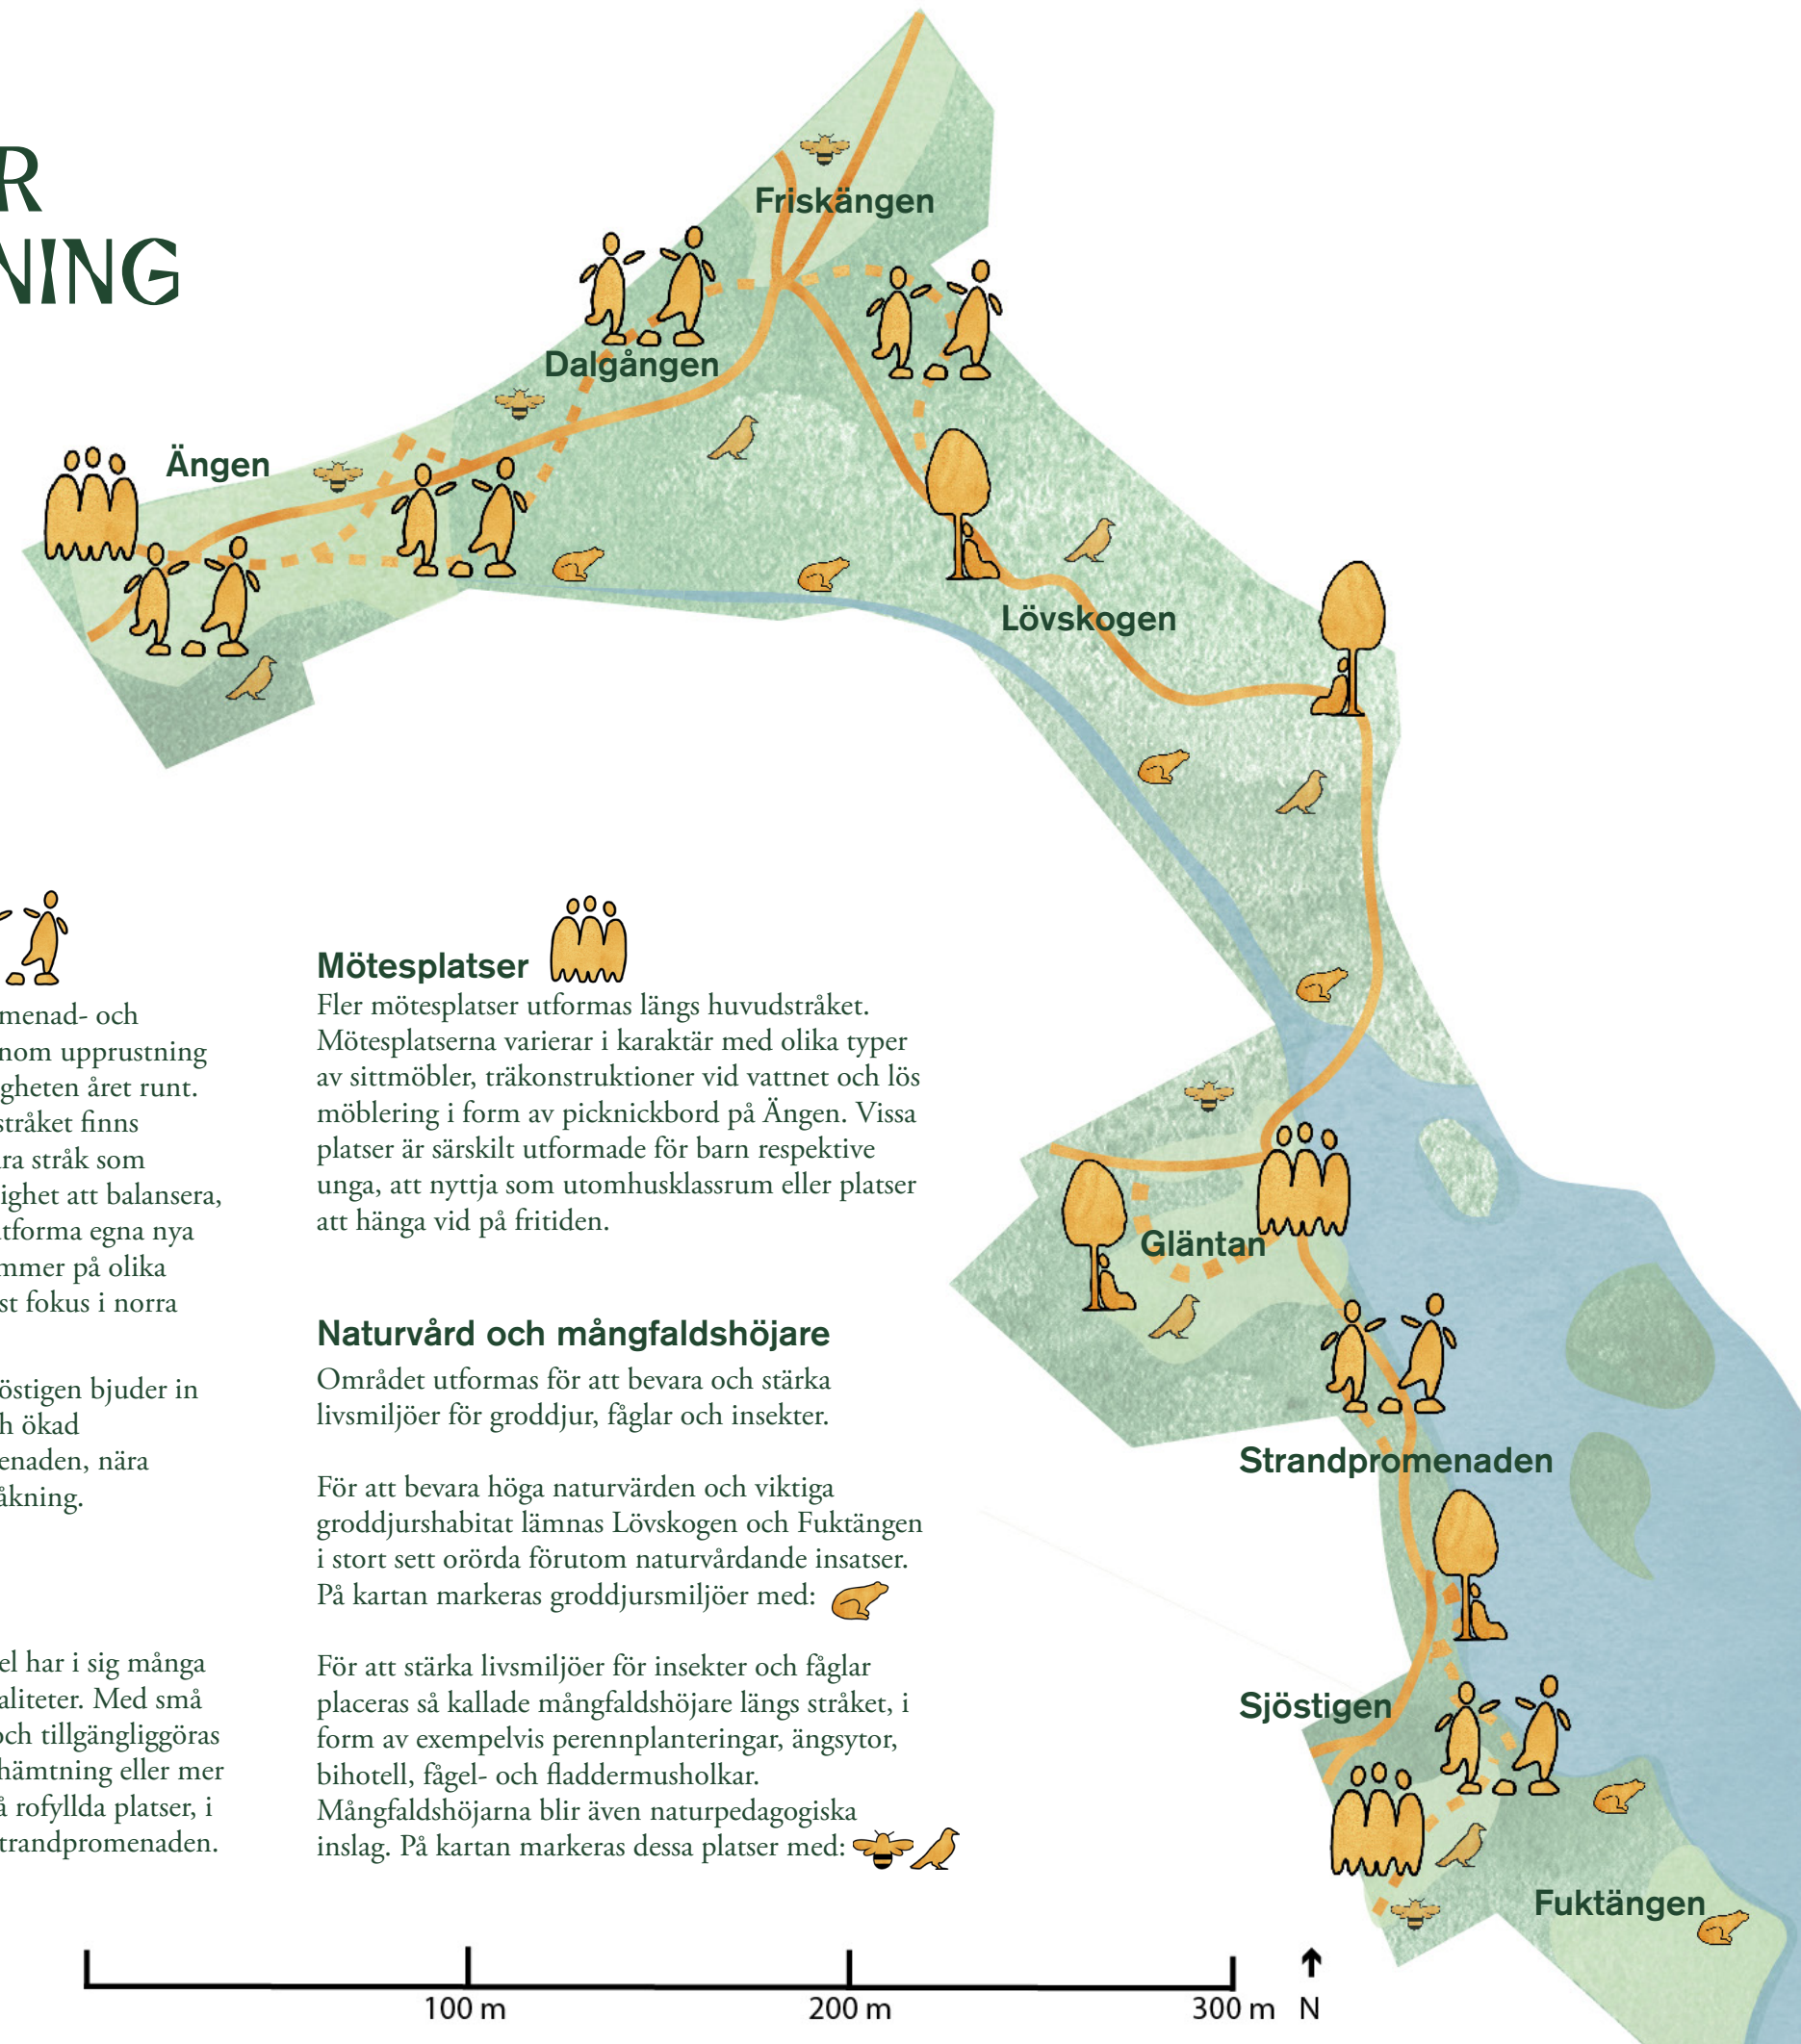 R
NING
Friskängen
Dalgången
Ängen
Lövskogen
Gläntan
Strandpromenaden
Sjöstigen
Fuktängen
menad- och
nom upprustning
gheten året runt.
stråket finns
ra stråk som
ighet att balansera,
utforma egna nya
mmer på olika
st fokus i norra
östigen bjuder in
h ökad
enaden, nära
åkning.
el har i sig många
aliteter. Med små
och tillgängliggöras
hämtning eller mer
å rofyllda platser, i
trandpromenaden.
Mötesplatser
Fler mötesplatser utformas längs huvudstråket.
Mötesplatserna varierar i karaktär med olika typer
av sittmöbler, träkonstruktioner vid vattnet och lös
möblering i form av picknickbord på Ängen. Vissa
platser är särskilt utformade för barn respektive
unga, att nyttja som utomhusklassrum eller platser
att hänga vid på fritiden.
Naturvård och mångfaldshöjare
Området utformas för att bevara och stärka
livsmiljöer för groddjur, fåglar och insekter.
För att bevara höga naturvärden och viktiga
groddjurshabitat lämnas Lövskogen och Fuktängen
i stort sett orörda förutom naturvårdande insatser.
På kartan markeras groddjursmiljöer med:
För att stärka livsmiljöer för insekter och fåglar
placeras så kallade mångfaldshöjare längs stråket, i
form av exempelvis perennplanteringar, ängsytor,
bihotell, fågel- och fladdermusholkar.
Mångfaldshöjarna blir även naturpedagogiska
inslag. På kartan markeras dessa platser med:
100 m 200 m 300 m N